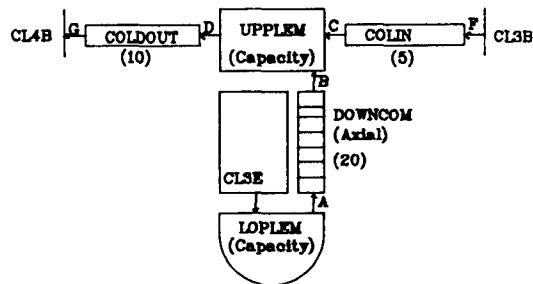 CL4B G COLDOUT D UPPLEM C COLIN F CL3B
(10) (Capacity) (5)
B
DOWNCOM
(Axial)
(20)
CL3E
A
LOPLEM
(Capacity)